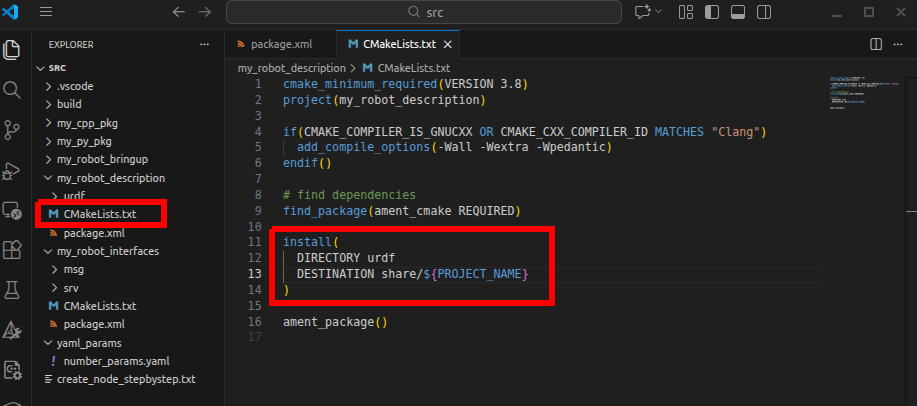 src
EXPLORER
SRC
.vscode
build
my_cpp_pkg
my_py_pkg
my_robot_bringup
my_robot_description
urdf
CMakeLists.txt
package.xml
my_robot_interfaces
msg
srv
CMakeLists.txt
package.xml
yaml_params
number_params.yaml
create_node_stepbystep.txt
package.xml
CMakeLists.txt
my_robot_description > CMakeLists.txt
1 cmake_minimum_required(VERSION 3.8)
2 project(my_robot_description)
3
4 if(CMAKE_COMPILER_IS_GNUCXX OR CMAKE_CXX_COMPILER_ID MATCHES "Clang")
5 add_compile_options(-Wall -Wextra -Wpedantic)
6 endif()
7
8 # find dependencies
9 find_package(ament_cmake REQUIRED)
10
11 install(
12 DIRECTORY urdf
13 DESTINATION share/${PROJECT_NAME}
14 )
15
16 ament_package()
17